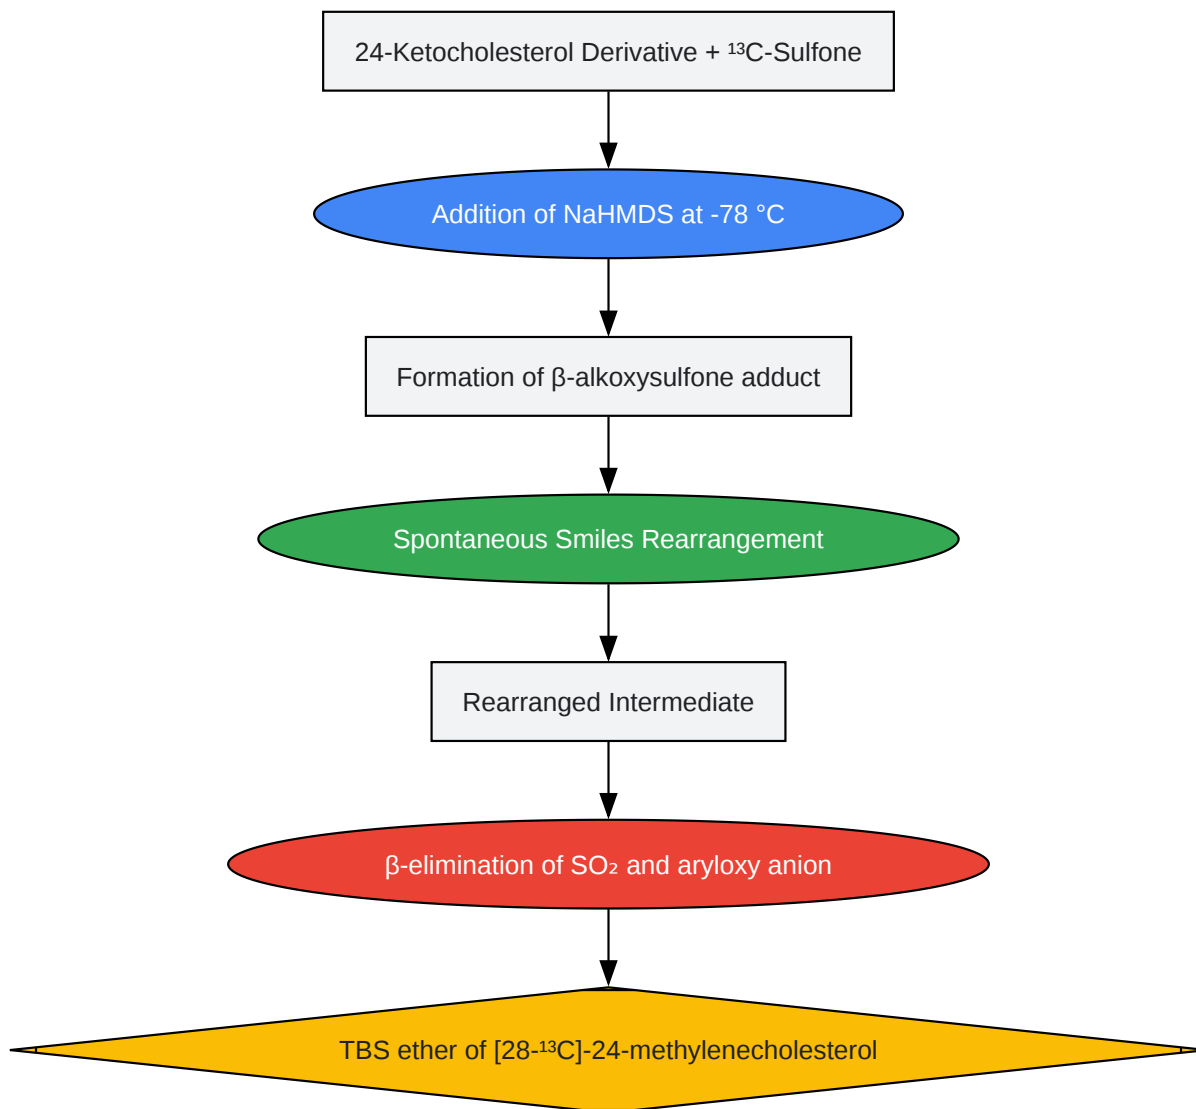 24-Ketocholesterol Derivative + ¹³C-Sulfone
Addition of NaHMDS at -78 °C
Formation of β-alkoxysulfone adduct
Spontaneous Smiles Rearrangement
Rearranged Intermediate
β-elimination of SO₂ and aryloxy anion
TBS ether of [28-¹³C]-24-methylenecholesterol